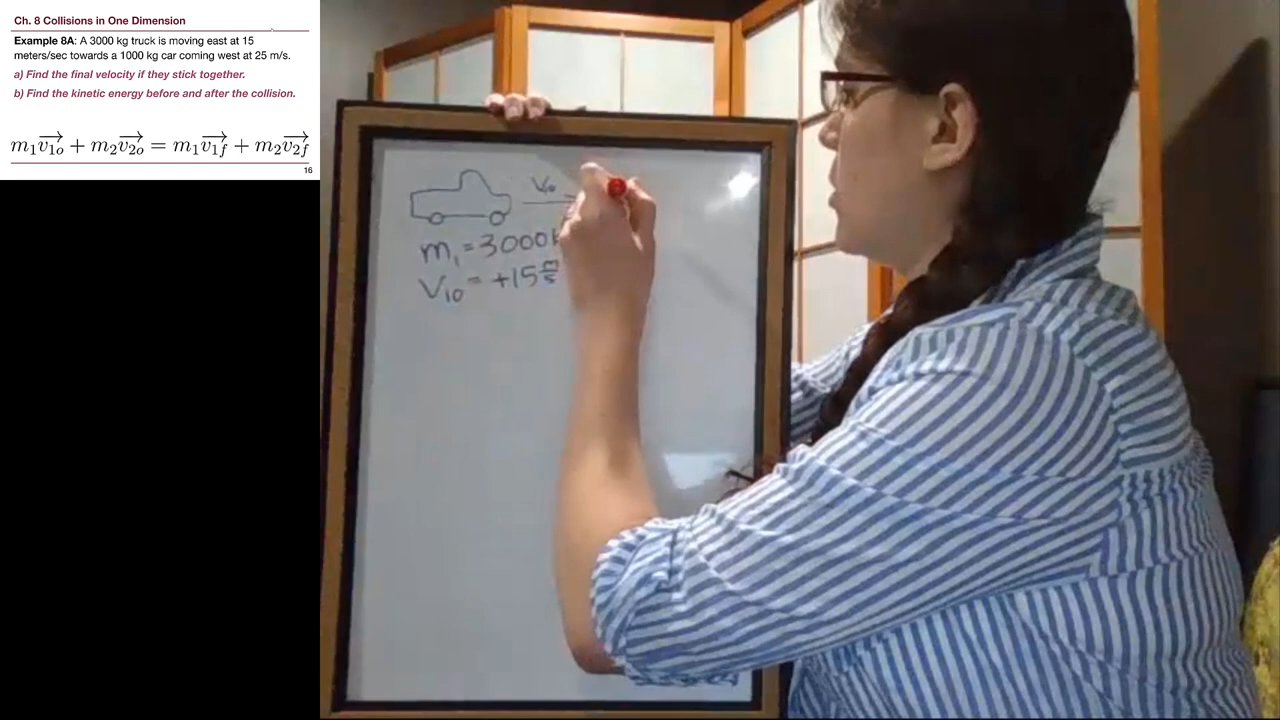 Ch. 8 Collisions in One Dimension
Example 8A: A 3000 kg truck is moving east at 15
meters/sec towards a 1000 kg car coming west at 25 m/s.
a) Find the final velocity if they stick together.
b) Find the kinetic energy before and after the collision.
m₁v₁ₒ⃗ + m₂v₂ₒ⃗ = m₁v₁f⃗ + m₂v₂f⃗
16
V₁₀
m₁ = 3000k
V₁₀ = +15 m/s